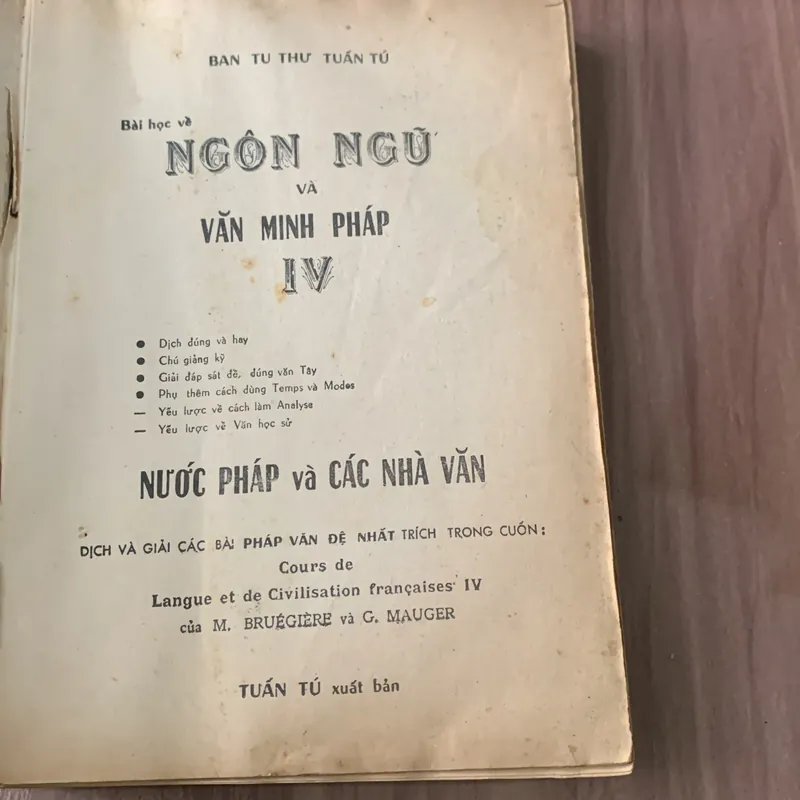 BAN TU THƯ TUẤN TÚ
Bài học về
NGÔN NGỮ
VÀ
VĂN MINH PHÁP
IV
● Dịch đúng và hay
● Chú giảng kỹ
● Giải đáp sát đề, đúng văn Tây
● Phụ thêm cách dùng Temps và Modes
— Yếu lược về cách làm Analyse
— Yếu lược về Văn học sử
NƯỚC PHÁP và CÁC NHÀ VĂN
DỊCH VÀ GIẢI CÁC BÀI PHÁP VĂN ĐỆ NHẤT TRÍCH TRONG CUỐN :
Cours de
Langue et de Civilisation françaises IV
của M. BRUÉGIÈRE và G. MAUGER
TUẤN TÚ xuất bản